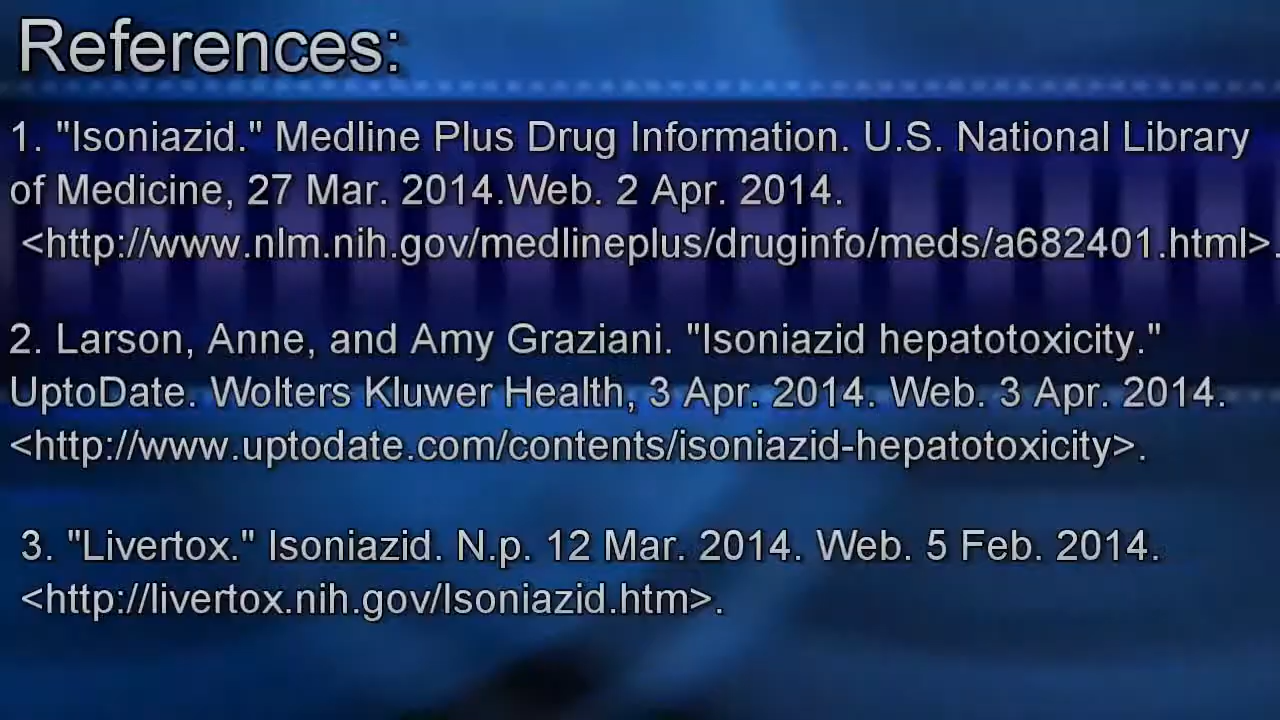 References:
1. "Isoniazid." Medline Plus Drug Information. U.S. National Library
of Medicine, 27 Mar. 2014.Web. 2 Apr. 2014.
<http://www.nlm.nih.gov/medlineplus/druginfo/meds/a682401.html>.
2. Larson, Anne, and Amy Graziani. "Isoniazid hepatotoxicity."
UptoDate. Wolters Kluwer Health, 3 Apr. 2014. Web. 3 Apr. 2014.
<http://www.uptodate.com/contents/isoniazid-hepatotoxicity>.
3. "Livertox." Isoniazid. N.p. 12 Mar. 2014. Web. 5 Feb. 2014.
<http://livertox.nih.gov/Isoniazid.htm>.